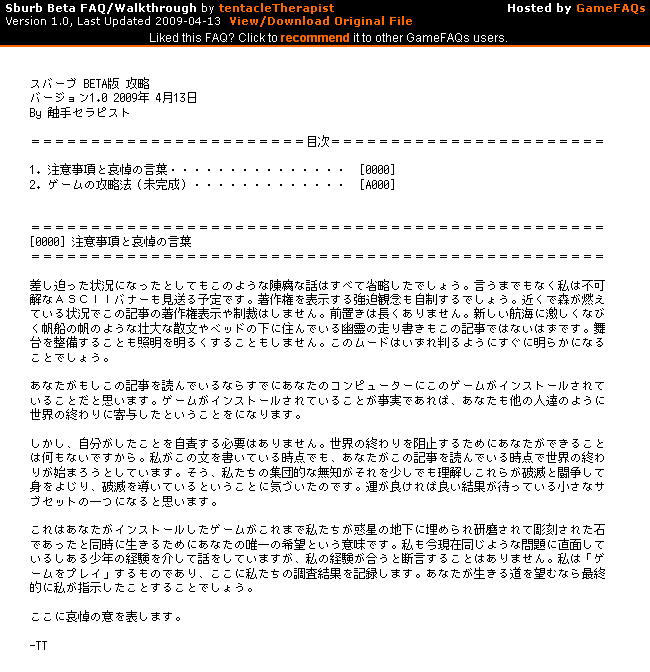 Sburb Beta FAQ/Walkthrough by tentacleTherapist Hosted by GameFAQs
Version 1.0, Last Updated 2009-04-13 View/Download Original File
Liked this FAQ? Click to recommend it to other GameFAQs users.
スバーブ BETA版 攻略
バージョン1.0 2009年 4月13日
By 触手セラピスト
＝＝＝＝＝＝＝＝＝＝＝＝＝＝＝＝＝＝＝＝＝＝＝目次＝＝＝＝＝＝＝＝＝＝＝＝＝＝＝＝＝＝＝＝＝＝＝
1. 注意事項と哀悼の言葉・・・・・・・・・・・・・・・ [0000]
2. ゲームの攻略法（未完成）・・・・・・・・・・・・・ [A000]
＝＝＝＝＝＝＝＝＝＝＝＝＝＝＝＝＝＝＝＝＝＝＝＝＝＝＝＝＝＝＝＝＝＝＝＝＝＝＝＝＝＝＝＝＝＝＝＝
[0000] 注意事項と哀悼の言葉
＝＝＝＝＝＝＝＝＝＝＝＝＝＝＝＝＝＝＝＝＝＝＝＝＝＝＝＝＝＝＝＝＝＝＝＝＝＝＝＝＝＝＝＝＝＝＝＝
差し迫った状況になったとしてもこのような陳腐な話はすべて省略したでしょう。言うまでもなく私は不可
解なＡＳＣＩＩバナーも見送る予定です。著作権を表示する強迫観念も自制するでしょう。近くで森が燃え
ている状況でこの記事の著作権表示や制裁はしません。前置きは長くありません。新しい航海に激しくなび
く帆船の帆のような壮大な散文やベッドの下に住んでいる幽霊の走り書きもこの記事ではないはずです。舞
台を整備することも照明を明るくすることもしません。このムードはいずれ判るようにすぐに明らかになる
ことでしょう。
あなたがもしこの記事を読んでいるならすでにあなたのコンピューターにこのゲームがインストールされて
いることだと思います。ゲームがインストールされていることが事実であれは、あなたも他の人達のように
世界の終わりに寄与したということをになります。
しかし、自分がしたことを自責する必要はありません。世界の終わりを阻止するためにあなたができること
は何もないですから。私がこの文を書いている時点でも、あなたがこの記事を読んでいる時点で世界の終わ
りが始まろうとしています。そう、私たちの集団的な無知がそれを少しでも理解しこれらが破滅と闘争して
身をよじり、破滅を導いているということに気づいたのです。運が良ければ良い結果が待っている小さなサ
ブセットの一つになると思います。
これはあなたがインストールしたゲームがこれまで私たちが惑星の地下に埋められ研磨されて彫刻された石
であったと同時に生きるためにあなたの唯一の希望という意味です。私も今現在同じような問題に直面して
いるしある少年の経験を介して話をしていますが、私の経験が合うと断言することはありません。私は「ゲ
ームをプレイ」するものであり、ここに私たちの調査結果を記録します。あなたが生きる道を望むなら最終
的に私が指示したことすることでしょう。
ここに哀悼の意を表します。
-TT